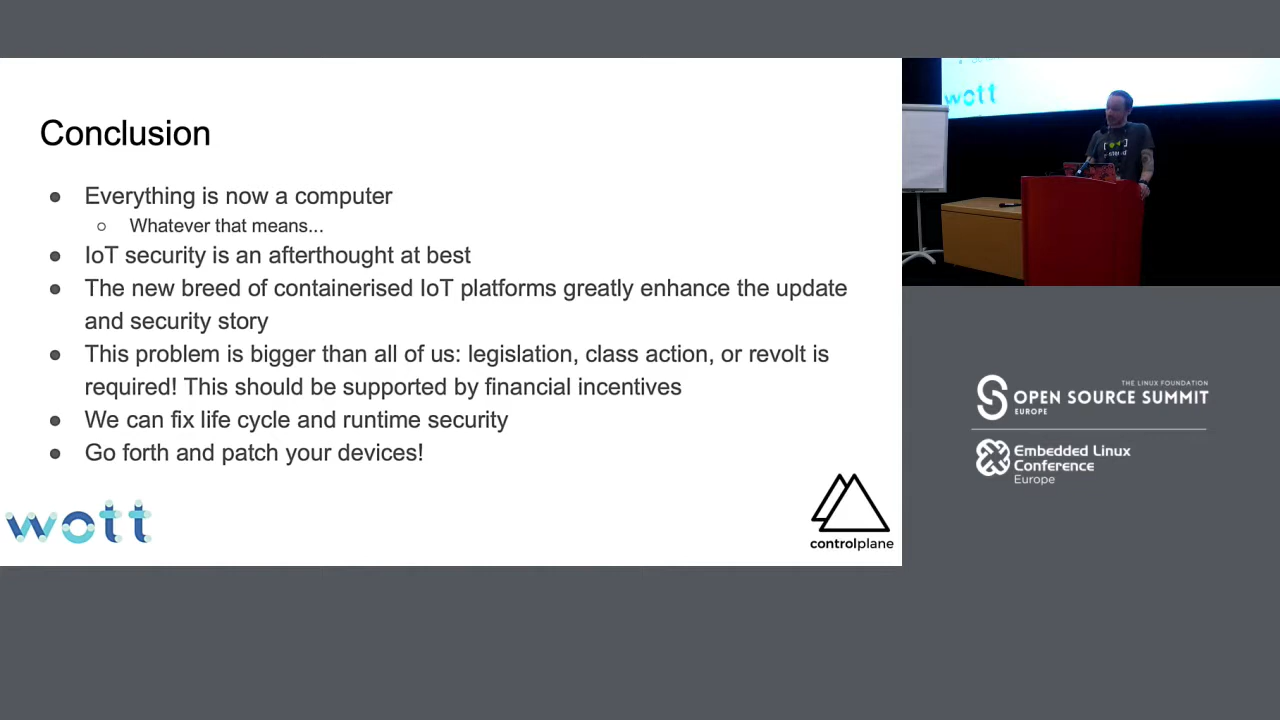 Conclusion
● Everything is now a computer
○ Whatever that means...
● IoT security is an afterthought at best
● The new breed of containerised IoT platforms greatly enhance the update
and security story
● This problem is bigger than all of us: legislation, class action, or revolt is
required! This should be supported by financial incentives
● We can fix life cycle and runtime security
● Go forth and patch your devices!
wott
controlplane
wott
THE LINUX FOUNDATION
OPEN SOURCE SUMMIT
EUROPE
Embedded Linux
Conference
Europe